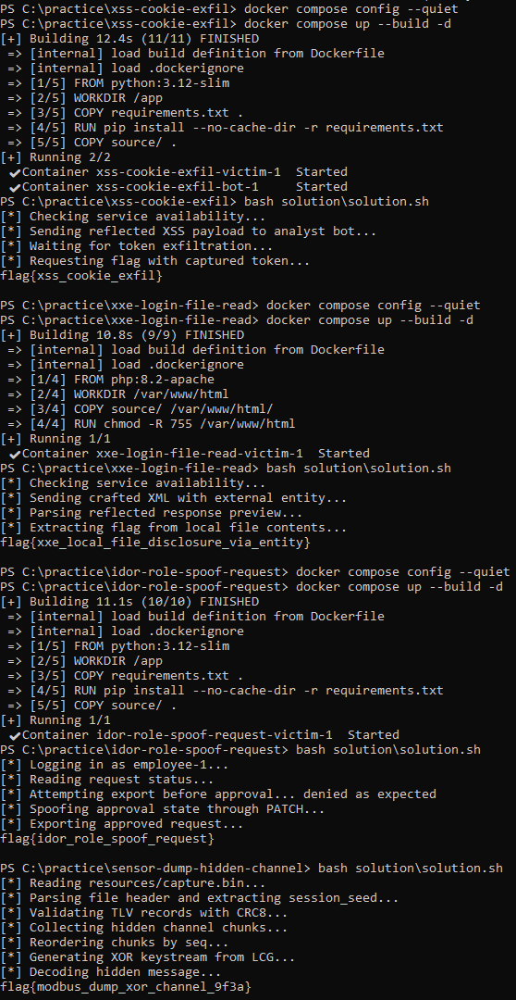 PS C:\practice\xss-cookie-exfil> docker compose config --quiet
PS C:\practice\xss-cookie-exfil> docker compose up --build -d
[+] Building 12.4s (11/11) FINISHED
=> [internal] load build definition from Dockerfile
=> [internal] load .dockerignore
=> [1/5] FROM python:3.12-slim
=> [2/5] WORKDIR /app
=> [3/5] COPY requirements.txt .
=> [4/5] RUN pip install --no-cache-dir -r requirements.txt
=> [5/5] COPY source/ .
[+] Running 2/2
✔Container xss-cookie-exfil-victim-1  Started
✔Container xss-cookie-exfil-bot-1     Started
PS C:\practice\xss-cookie-exfil> bash solution\solution.sh
[*] Checking service availability...
[*] Sending reflected XSS payload to analyst bot...
[*] Waiting for token exfiltration...
[*] Requesting flag with captured token...
flag{xss_cookie_exfil}
PS C:\practice\xxe-login-file-read> docker compose config --quiet
PS C:\practice\xxe-login-file-read> docker compose up --build -d
[+] Building 10.8s (9/9) FINISHED
=> [internal] load build definition from Dockerfile
=> [internal] load .dockerignore
=> [1/4] FROM php:8.2-apache
=> [2/4] WORKDIR /var/www/html
=> [3/4] COPY source/ /var/www/html/
=> [4/4] RUN chmod -R 755 /var/www/html
[+] Running 1/1
✔Container xxe-login-file-read-victim-1  Started
PS C:\practice\xxe-login-file-read> bash solution\solution.sh
[*] Checking service availability...
[*] Sending crafted XML with external entity...
[*] Parsing reflected response preview...
[*] Extracting flag from local file contents...
flag{xxe_local_file_disclosure_via_entity}
PS C:\practice\idor-role-spoof-request> docker compose config --quiet
PS C:\practice\idor-role-spoof-request> docker compose up --build -d
[+] Building 11.1s (10/10) FINISHED
=> [internal] load build definition from Dockerfile
=> [internal] load .dockerignore
=> [1/5] FROM python:3.12-slim
=> [2/5] WORKDIR /app
=> [3/5] COPY requirements.txt .
=> [4/5] RUN pip install --no-cache-dir -r requirements.txt
=> [5/5] COPY source/ .
[+] Running 1/1
✔Container idor-role-spoof-request-victim-1  Started
PS C:\practice\idor-role-spoof-request> bash solution\solution.sh
[*] Logging in as employee-1...
[*] Reading request status...
[*] Attempting export before approval... denied as expected
[*] Spoofing approval state through PATCH...
[*] Exporting approved request...
flag{idor_role_spoof_request}
PS C:\practice\sensor-dump-hidden-channel> bash solution\solution.sh
[*] Reading resources/capture.bin...
[*] Parsing file header and extracting session_seed...
[*] Validating TLV records with CRC8...
[*] Collecting hidden channel chunks...
[*] Reordering chunks by seq...
[*] Generating XOR keystream from LCG...
[*] Decoding hidden message...
flag{modbus_dump_xor_channel_9f3a}